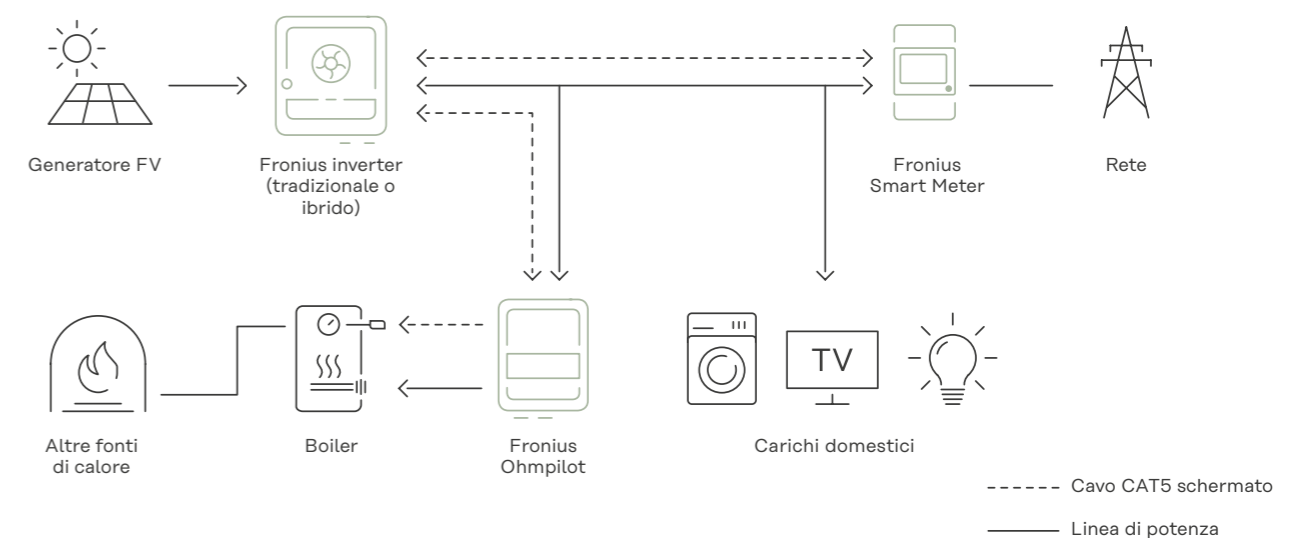 Generatore FV
Fronius inverter
(tradizionale o
ibrido)
Fronius
Smart Meter
Rete
TV
Altre fonti
di calore
Boiler
Fronius
Ohmpilot
Carichi domestici
Cavo CAT5 schermato
Linea di potenza